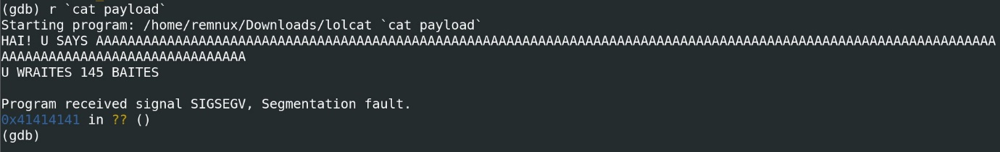 (gdb) r `cat payload`
Starting program: /home/remnux/Downloads/lolcat `cat payload`
HAI! U SAYS AAAAAAAAAAAAAAAAAAAAAAAAAAAAAAAAAAAAAAAAAAAAAAAAAAAAAAAAAAAAAAAAAAAAAAAAAAAAAAAAAAAAAAAAAAAAAAAAAAAAAAAAAAAAAAAAAA
AAAAAAAAAAAAAAAAAAAAAAAAAAAAAAA
U WRAITES 145 BAITES
Program received signal SIGSEGV, Segmentation fault.
0x41414141 in ?? ()
(gdb)